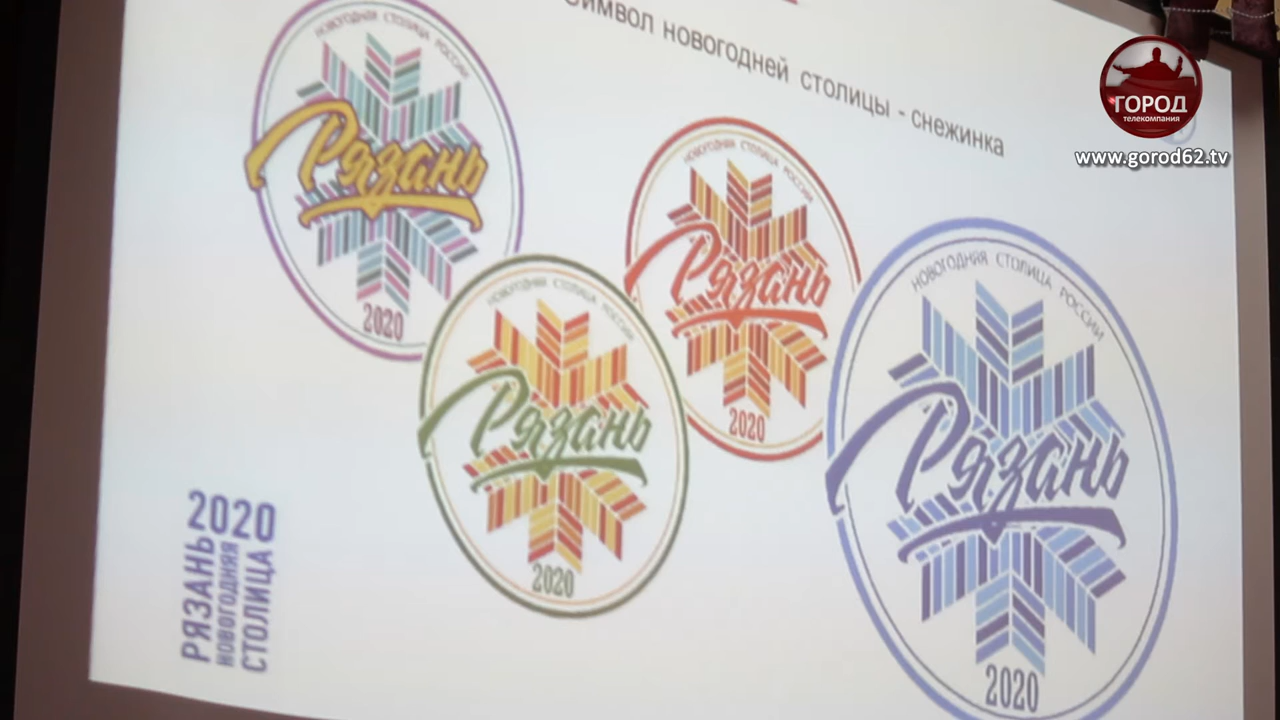 Символ новогодней столицы - снежинка
ГОРОД
телекомпания
www.gorod62.tv
НОВОГОДНЯЯ СТОЛИЦА РОССИИ
Рязань
2020
НОВОГОДНЯЯ СТОЛИЦА РОССИИ
Рязань
2020
НОВОГОДНЯЯ СТОЛИЦА РОССИИ
Рязань
2020
НОВОГОДНЯЯ СТОЛИЦА РОССИИ
Рязань
2020
2020
РЯЗАНЬ
НОВОГОДНЯЯ
СТОЛИЦА